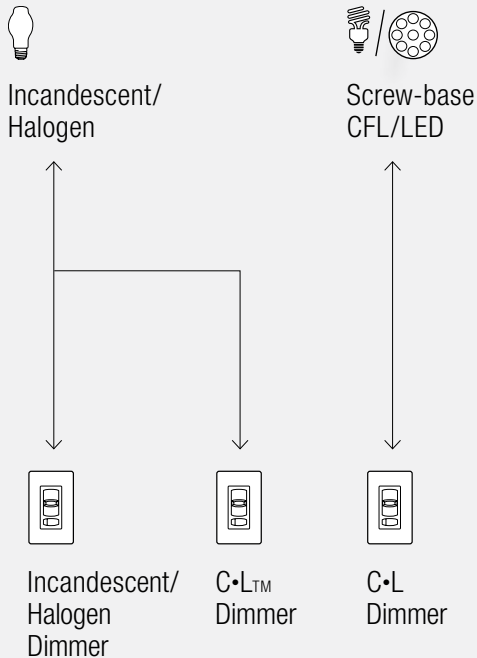 Incandescent/
Halogen
Screw-base
CFL/LED
Incandescent/
Halogen
Dimmer
C•L™
Dimmer
C•L
Dimmer